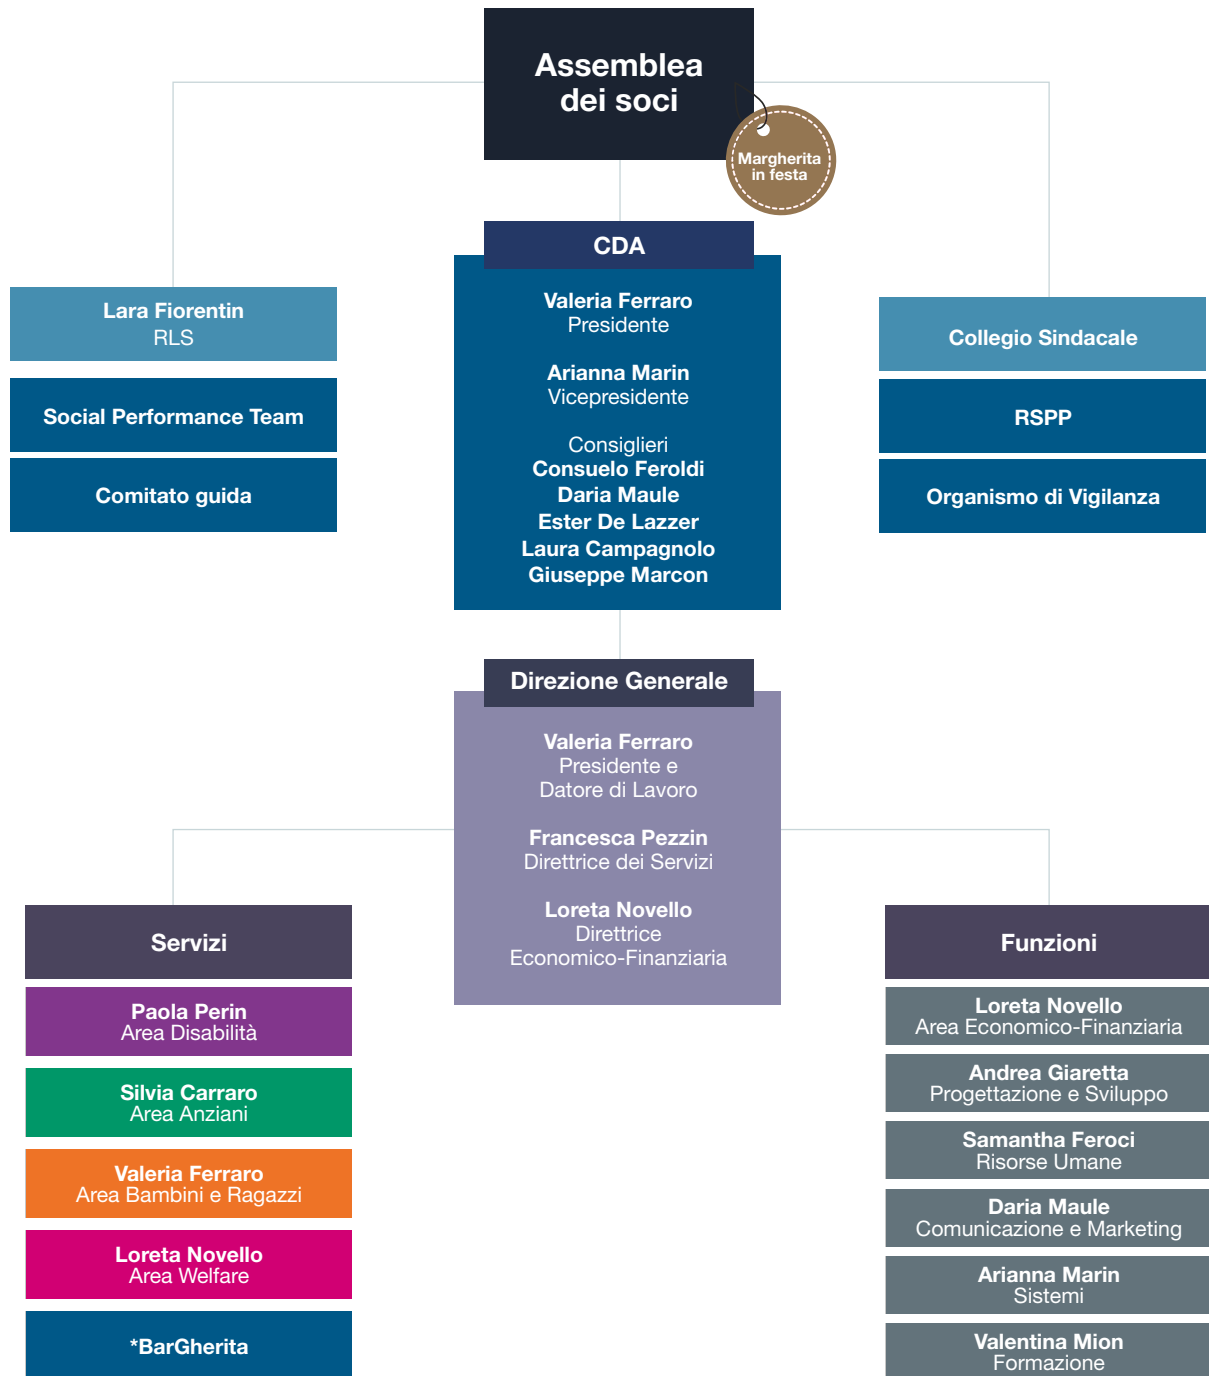 Assemblea
dei soci
Margherita
in festa
CDA
Valeria Ferraro
Presidente
Arianna Marin
Vicepresidente
Consiglieri
Consuelo Feroldi
Daria Maule
Ester De Lazzer
Laura Campagnolo
Giuseppe Marcon
Lara Fiorentin
RLS
Social Performance Team
Comitato guida
Collegio Sindacale
RSPP
Organismo di Vigilanza
Direzione Generale
Valeria Ferraro
Presidente e
Datore di Lavoro
Francesca Pezzin
Direttrice dei Servizi
Loreta Novello
Direttrice
Economico-Finanziaria
Servizi
Paola Perin
Area Disabilità
Silvia Carraro
Area Anziani
Valeria Ferraro
Area Bambini e Ragazzi
Loreta Novello
Area Welfare
*BarGherita
Funzioni
Loreta Novello
Area Economico-Finanziaria
Andrea Giaretta
Progettazione e Sviluppo
Samantha Feroci
Risorse Umane
Daria Maule
Comunicazione e Marketing
Arianna Marin
Sistemi
Valentina Mion
Formazione